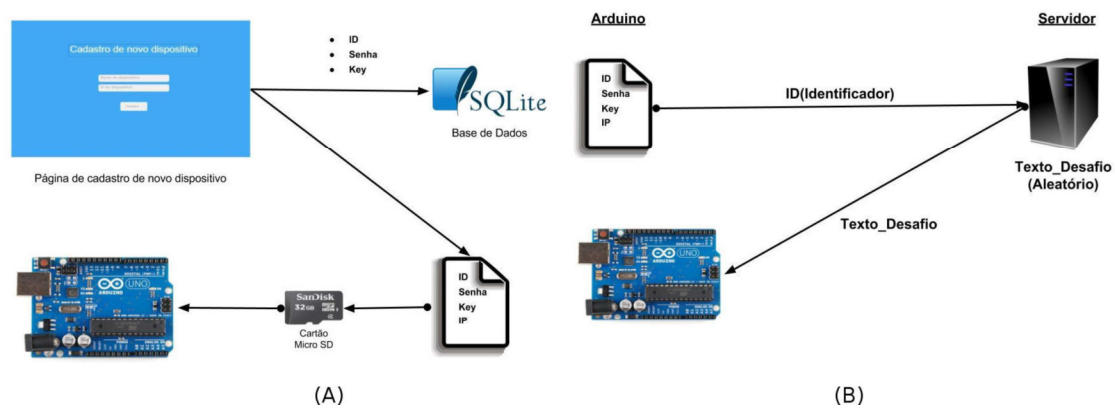 Cadastro de novo dispositivo
ID
Senha
Key
SQLite
Base de Dados
Página de cadastro de novo dispositivo
ID
Senha
Key
IP
SanDisk
32GB
Cartão
Micro SD
UNO
ARDUINO
(A)
Arduino
Servidor
ID
Senha
Key
IP
ID(Identificador)
Texto_Desafio
(Aleatório)
Texto_Desafio
UNO
ARDUINO
(B)